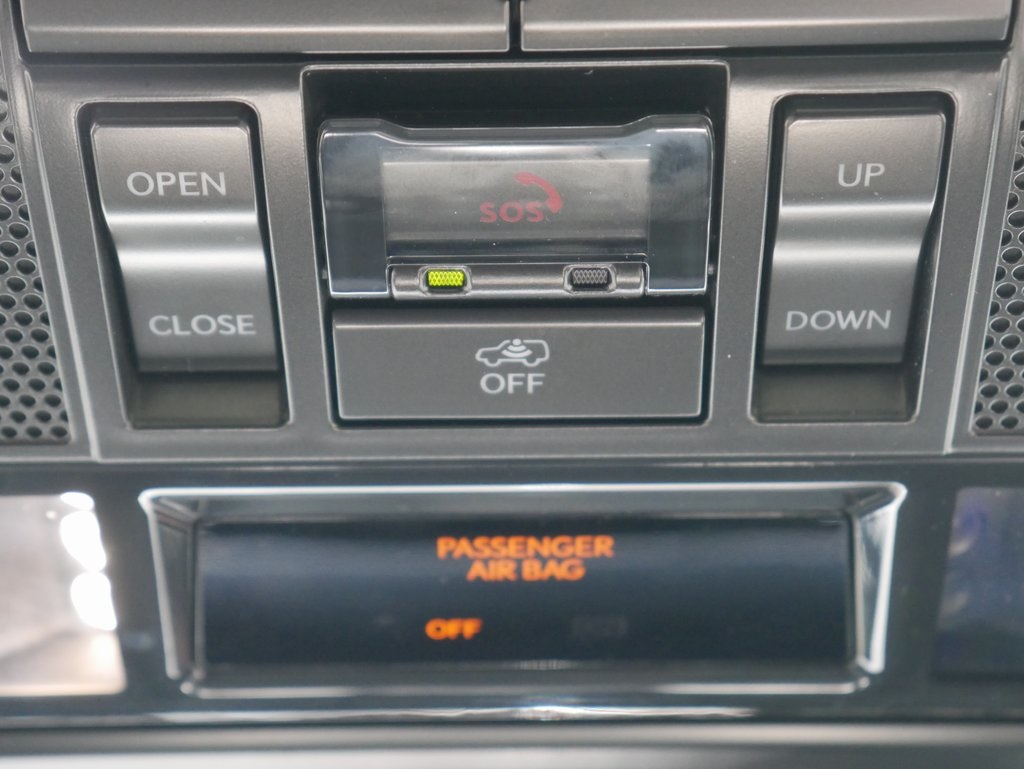 OPEN
CLOSE
SOS
OFF
UP
DOWN
PASSENGER
AIR BAG
OFF